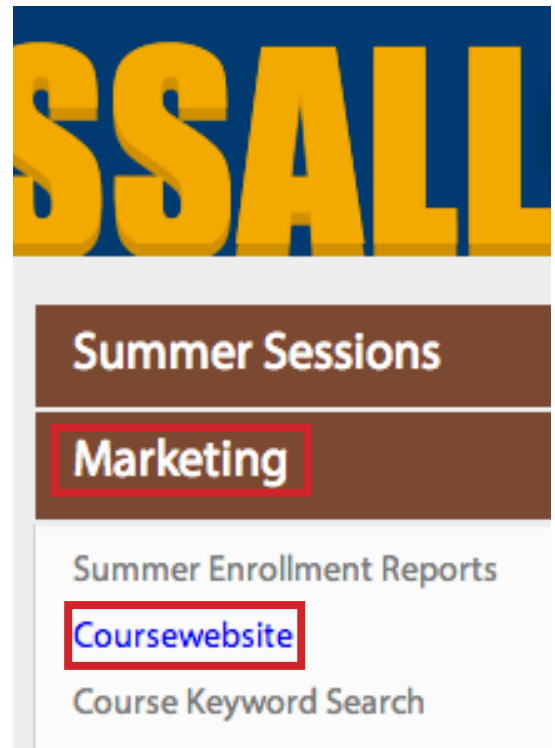 SSALL
Summer Sessions
Marketing
Summer Enrollment Reports
Coursewebsite
Course Keyword Search